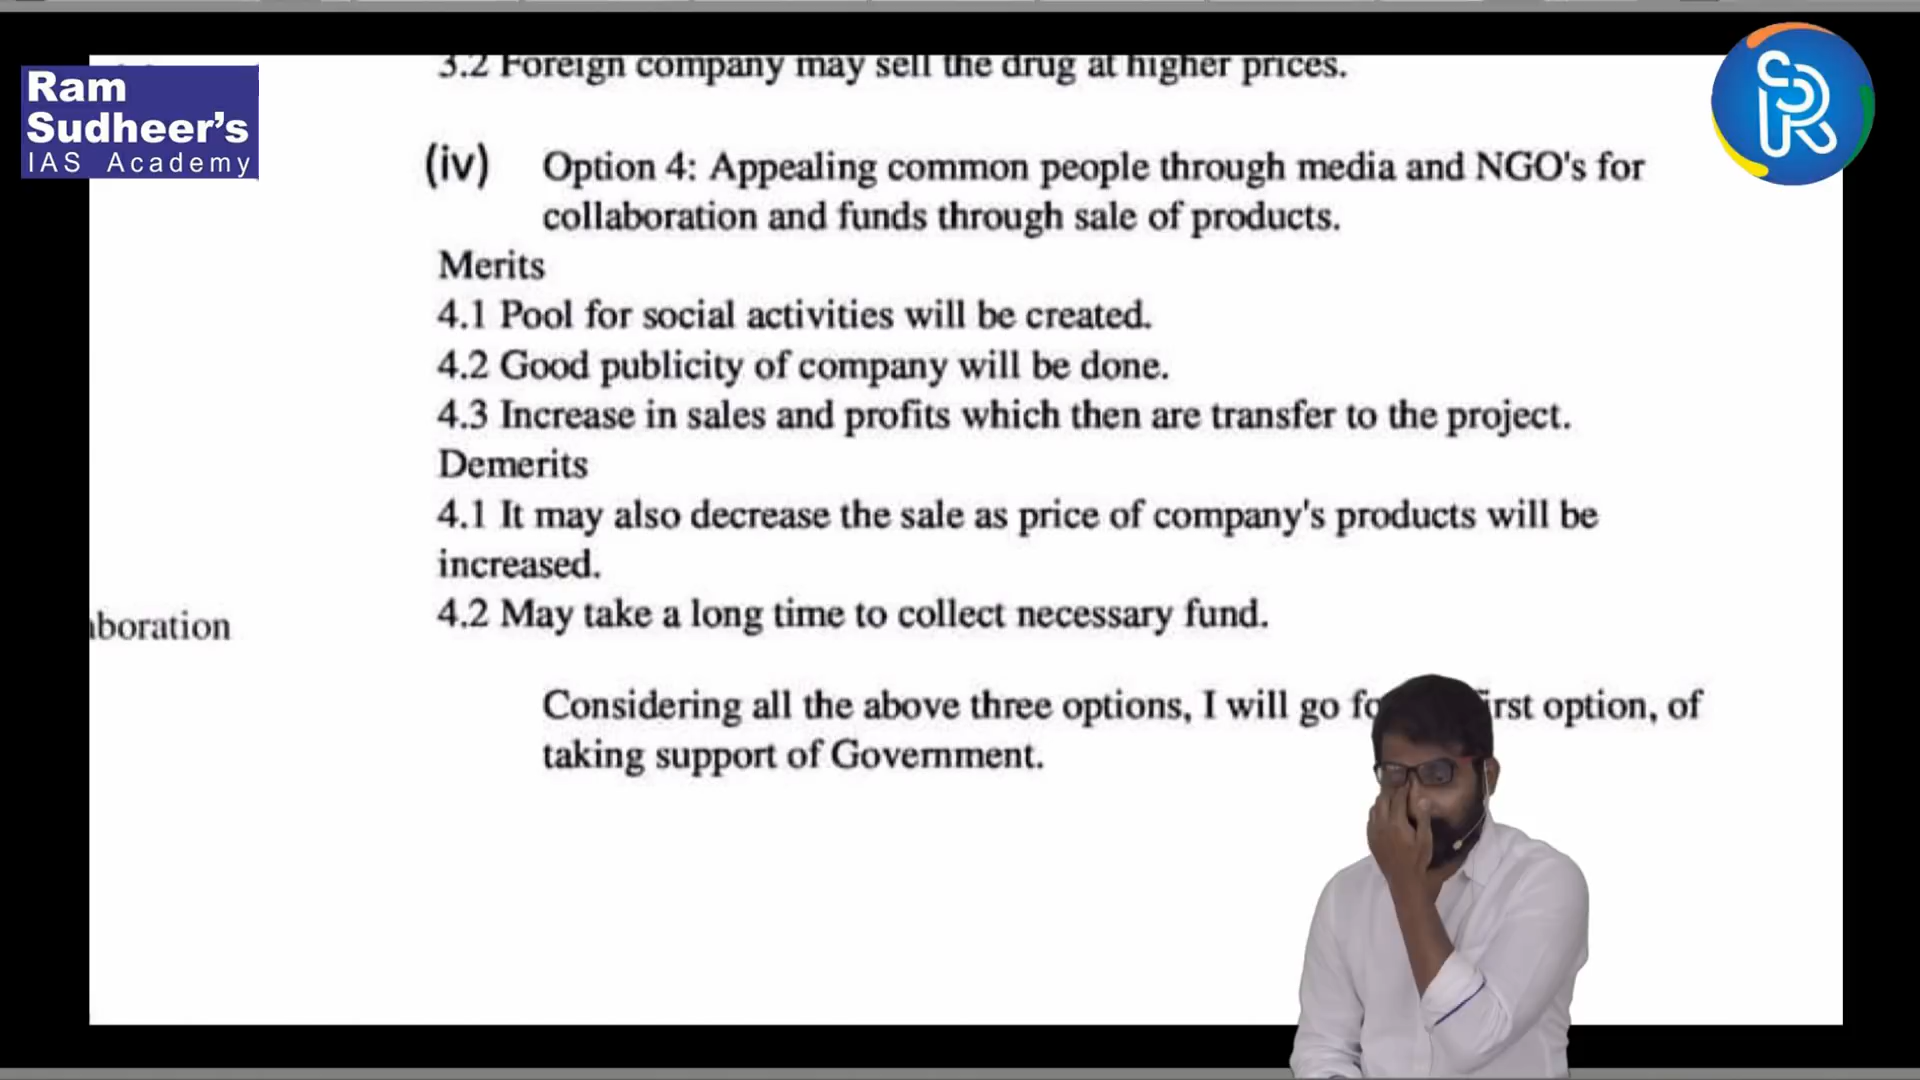 Ram
Sudheer's
IAS Academy
3.2 Foreign company may sell the drug at higher prices.
(iv) Option 4: Appealing common people through media and NGO's for
collaboration and funds through sale of products.
Merits
4.1 Pool for social activities will be created.
4.2 Good publicity of company will be done.
4.3 Increase in sales and profits which then are transfer to the project.
Demerits
4.1 It may also decrease the sale as price of company's products will be
increased.
4.2 May take a long time to collect necessary fund.
aboration
Considering all the above three options, I will go option, of
taking support of Government.